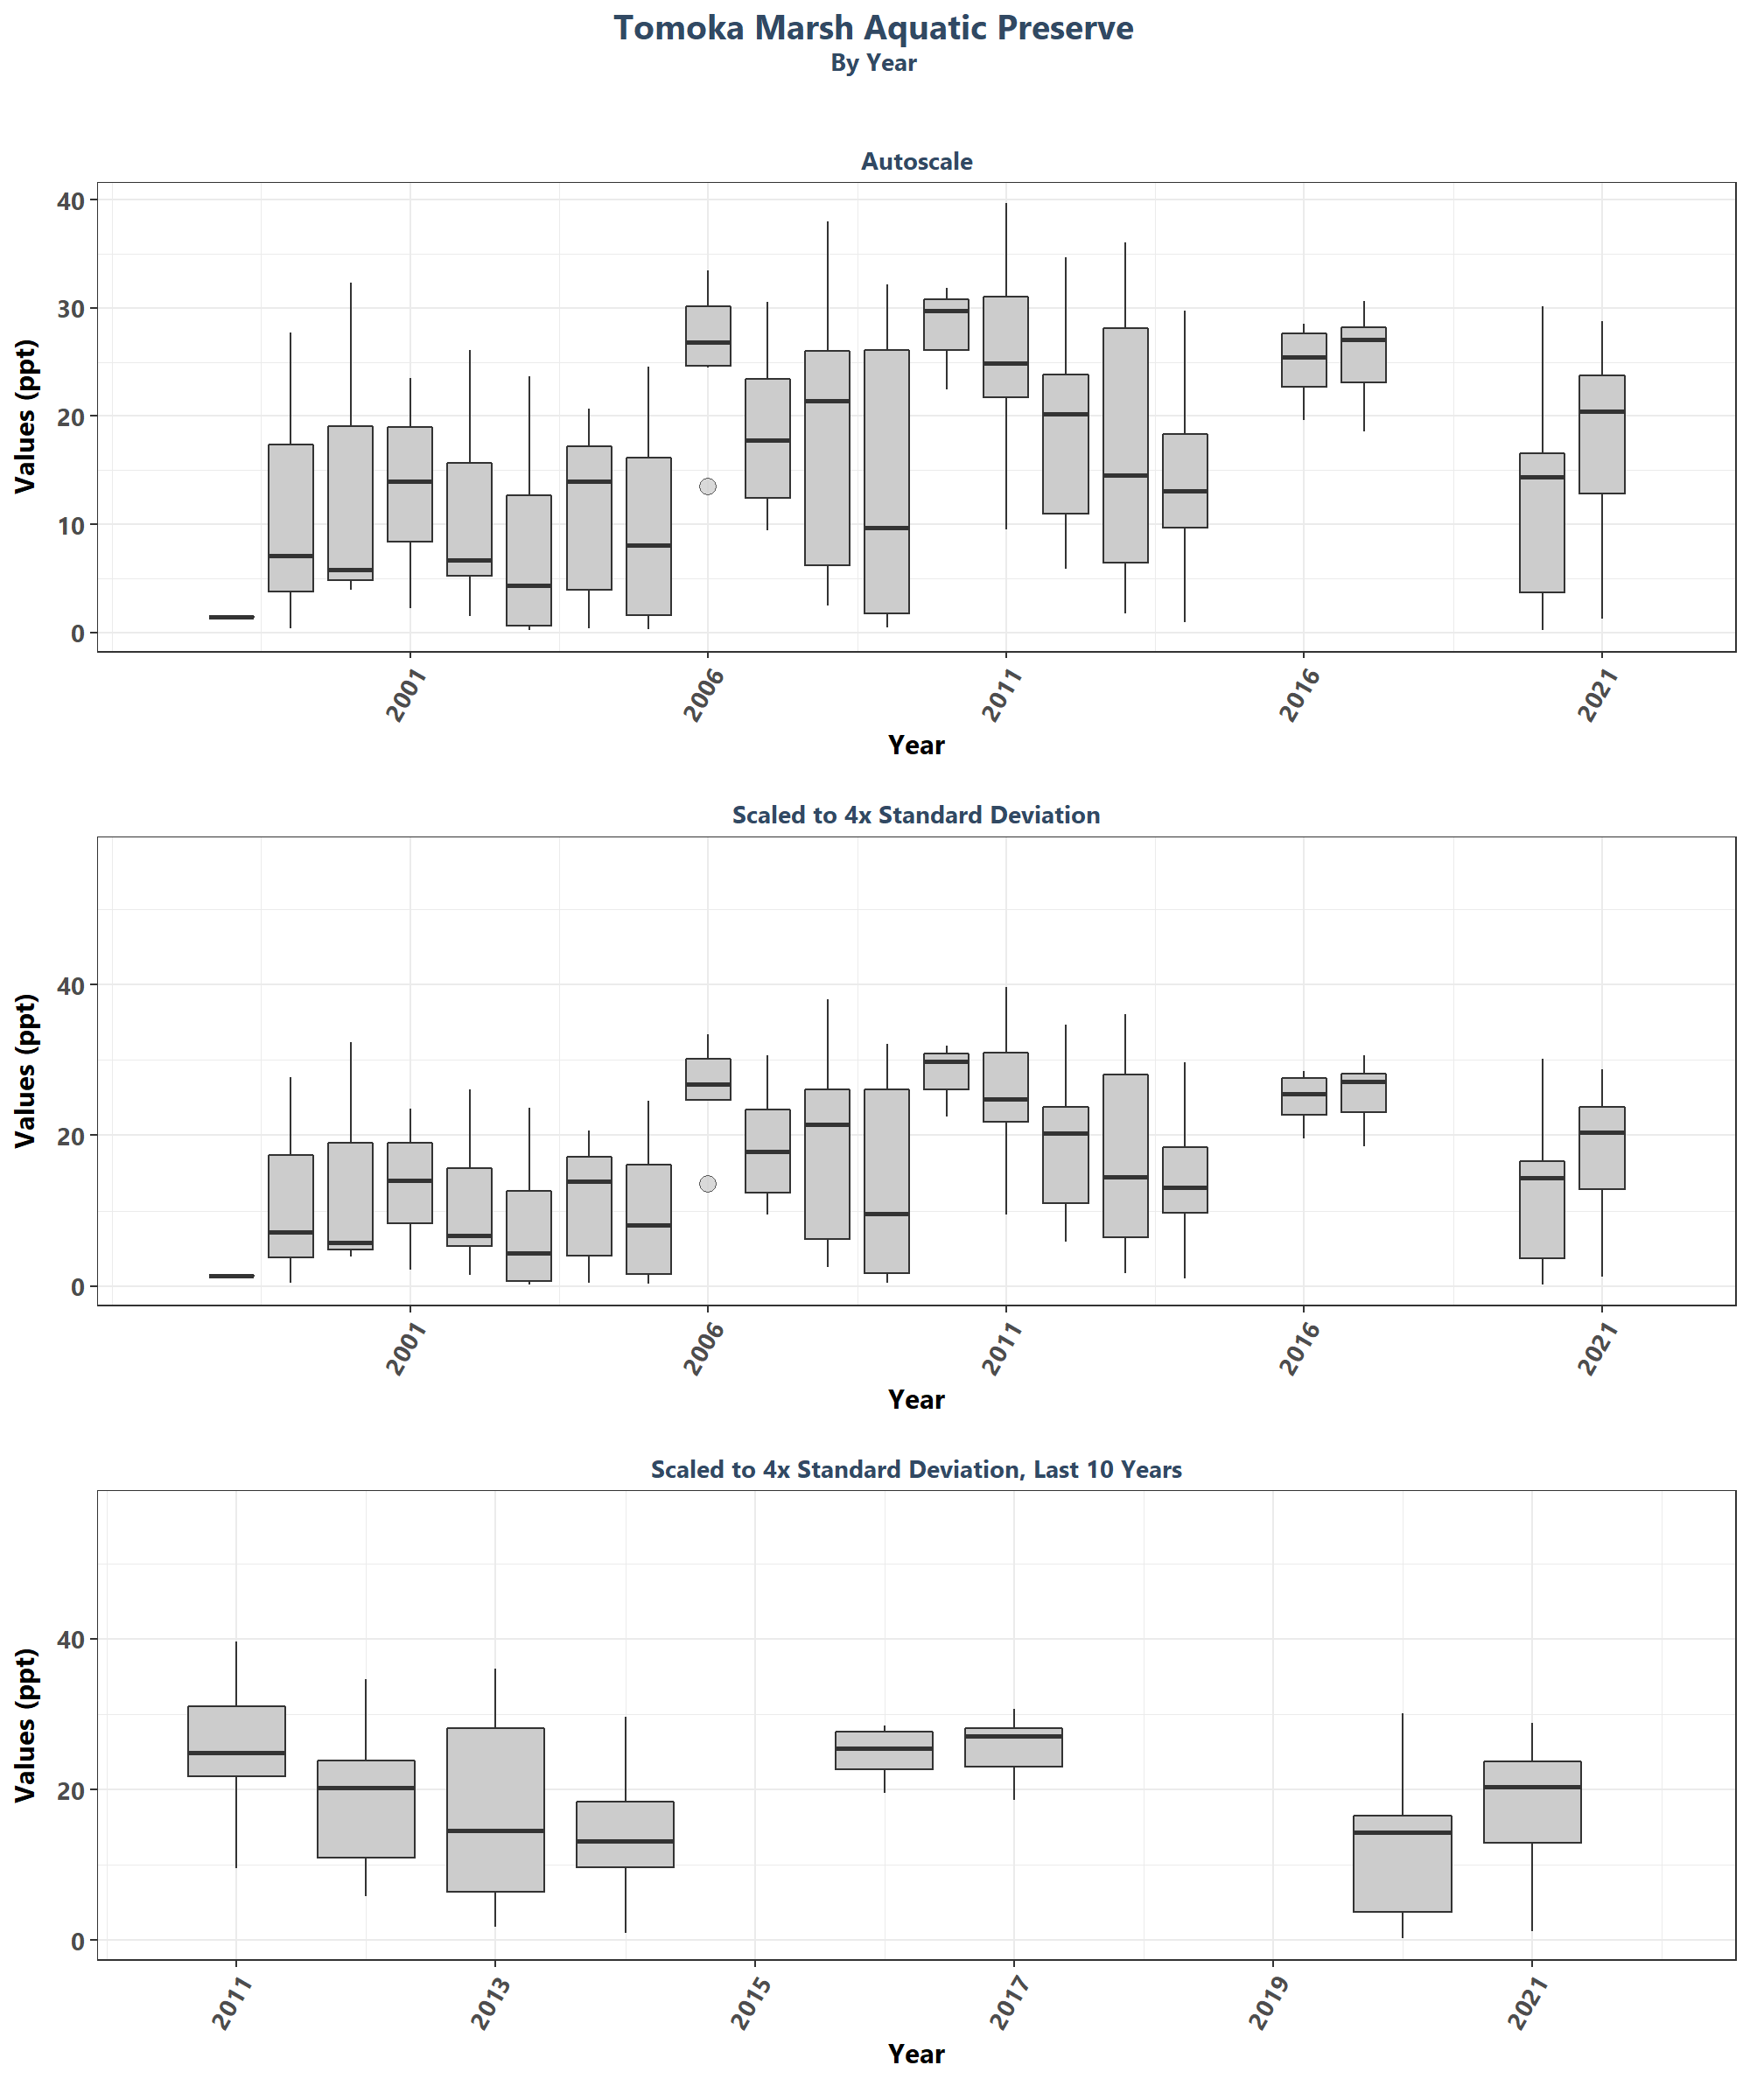 Tomoka Marsh Aquatic Preserve
By Year
Autoscale
Values (ppt)
40
30
20
10
0
2001
2006
2011
2016
2021
Year
Scaled to 4x Standard Deviation
Values (ppt)
40
20
0
2001
2006
2011
2016
2021
Year
Scaled to 4x Standard Deviation, Last 10 Years
Values (ppt)
40
20
0
2011
2013
2015
2017
2019
2021
Year